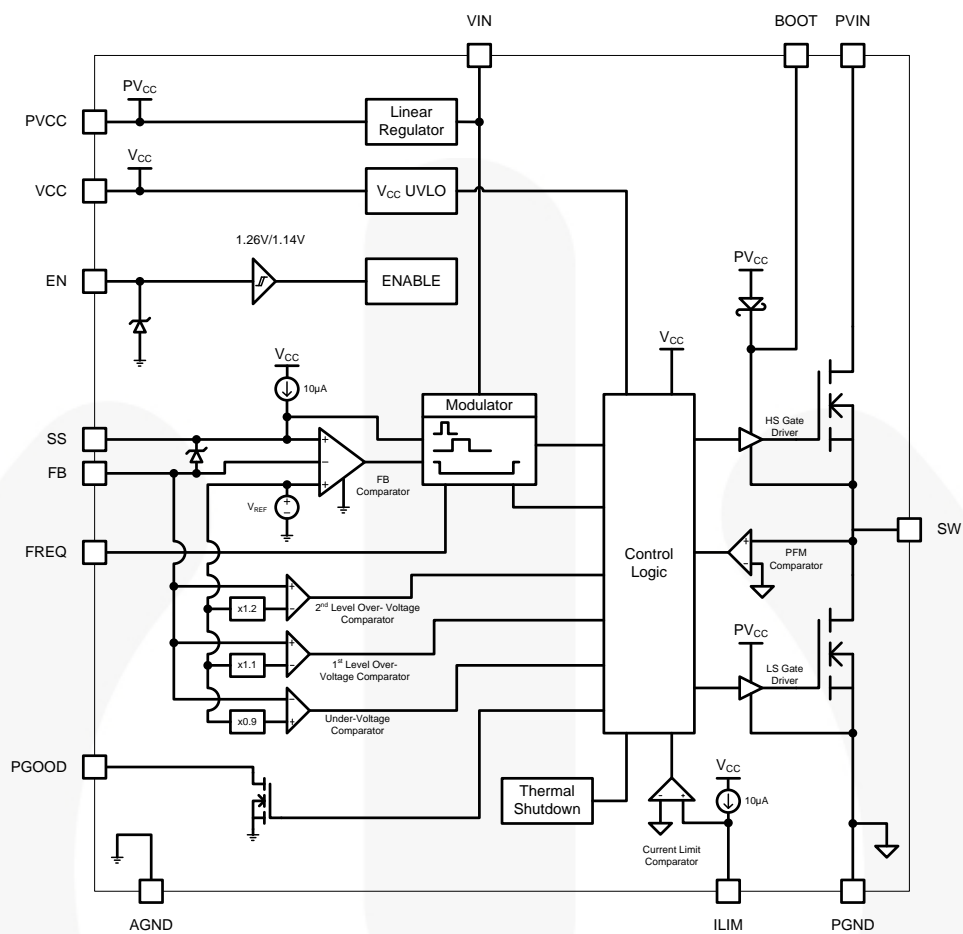 VIN
BOOT
PVIN
PVCC
PVCC
Linear
Regulator
VCC
VCC
VCC UVLO
1.26V/1.14V
EN
ENABLE
PVCC
VCC
VCC
10µA
Modulator
SS
+
FB
−
+
FB
Comparator
HS Gate
Driver
VREF
+
−
SW
FREQ
Control
Logic
+
-
PFM
Comparator
+
x1.2
−
2nd Level Over- Voltage
Comparator
PVCC
+
x1.1
−
1st Level Over-
Voltage Comparator
LS Gate
Driver
−
x0.9
+
Under-Voltage
Comparator
PGOOD
VCC
Thermal
Shutdown
-
+
10µA
Current Limit
Comparator
AGND
ILIM
PGND